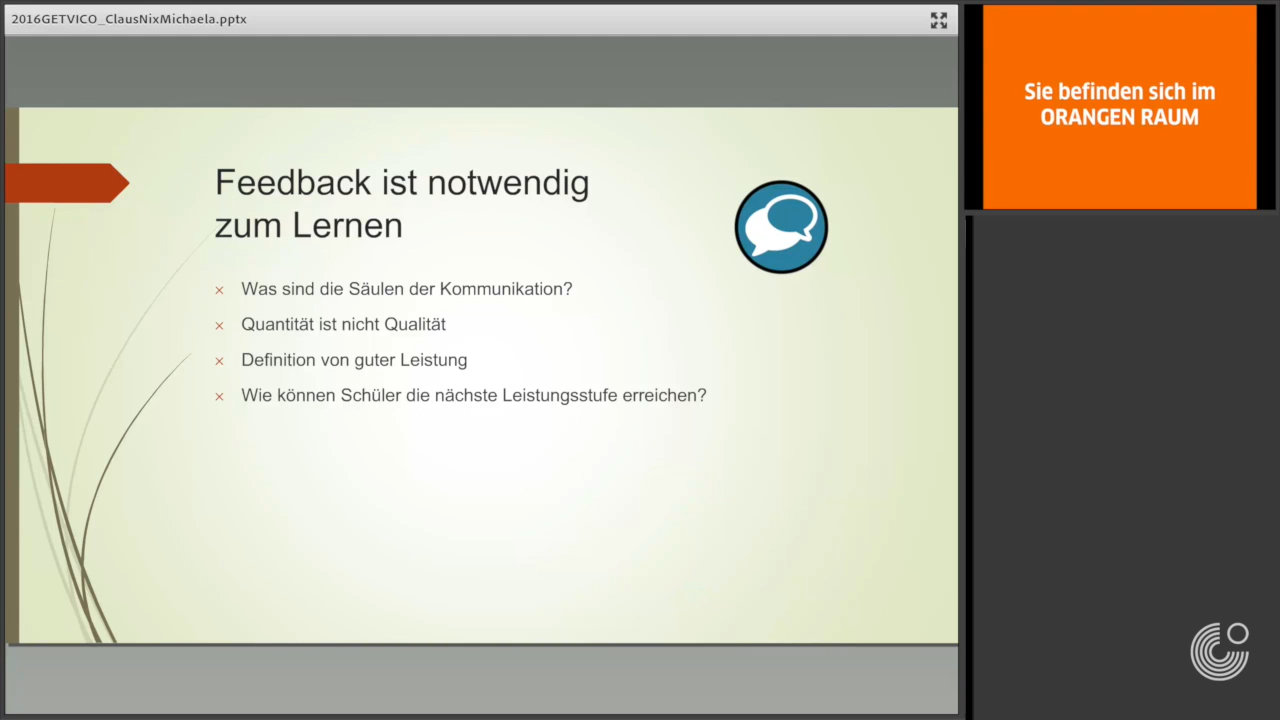 2016GETVICO_ClausNixMichaela.pptx
Sie befinden sich im
ORANGEN RAUM
Feedback ist notwendig
zum Lernen
Was sind die Säulen der Kommunikation?
Quantität ist nicht Qualität
Definition von guter Leistung
Wie können Schüler die nächste Leistungsstufe erreichen?